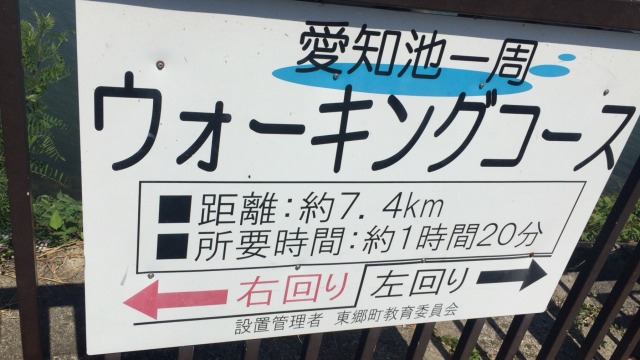 愛知池一周
ウォーキングコース
■距離：約7.4km
■所要時間：約1時間20分
←右回り 左回り→
設置管理者 東郷町教育委員会